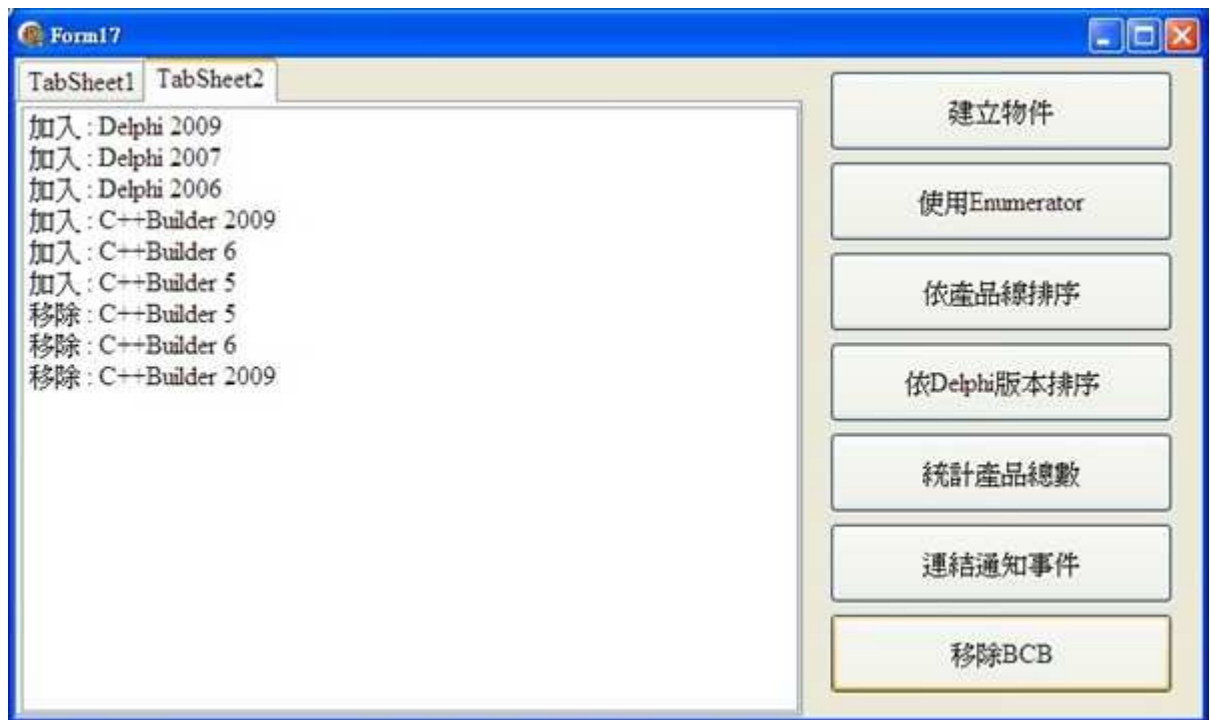 Form17
TabSheet1 TabSheet2
加入 : Delphi 2009
加入 : Delphi 2007
加入 : Delphi 2006
加入 : C++Builder 2009
加入 : C++Builder 6
加入 : C++Builder 5
移除 : C++Builder 5
移除 : C++Builder 6
移除 : C++Builder 2009
建立物件
使用Enumerator
依產品線排序
依Delphi版本排序
統計產品總數
連結通知事件
移除BCB